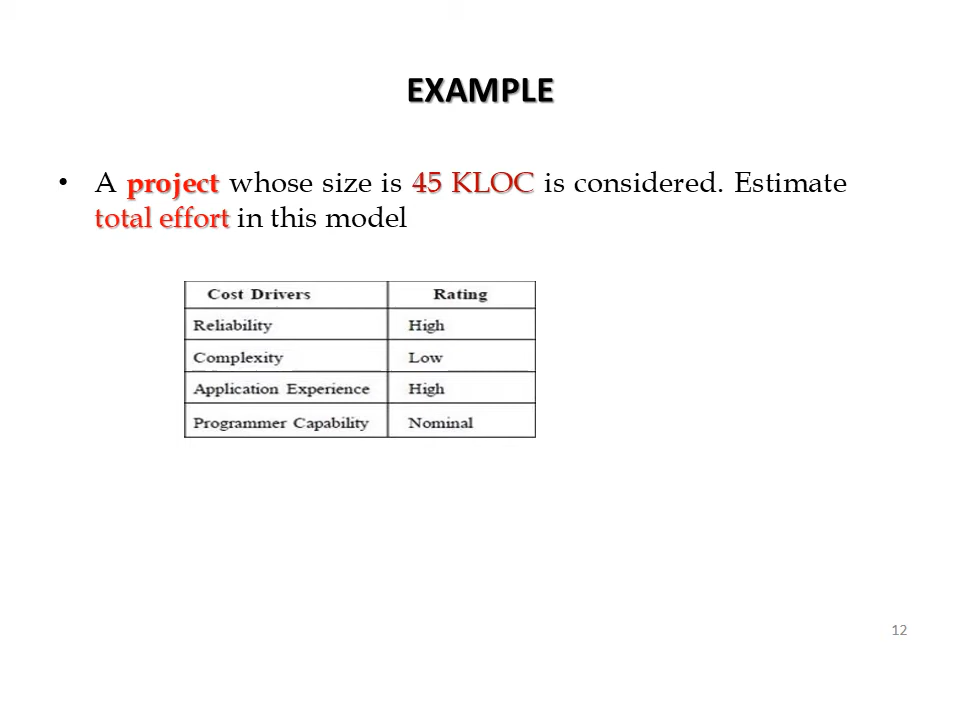 EXAMPLE
• A project whose size is 45 KLOC is considered. Estimate
total effort in this model
Cost Drivers Rating
Reliability High
Complexity Low
Application Experience High
Programmer Capability Nominal
12